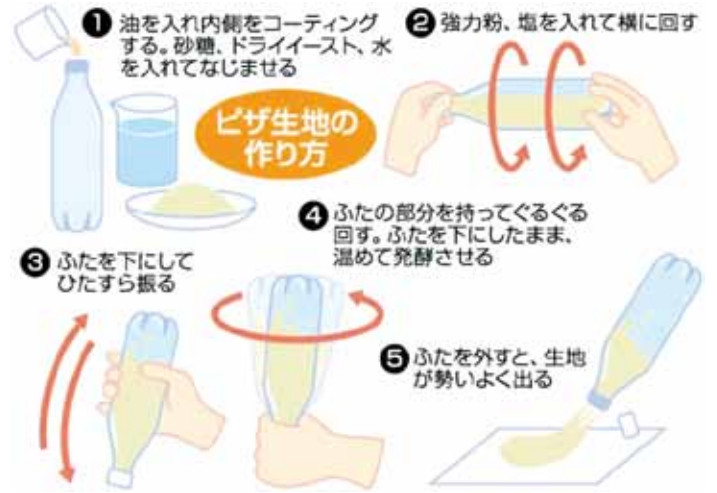 ❶ 油を入れ内側をコーティング
する。砂糖、ドライイースト、水
を入れてなじませる
❷ 強力粉、塩を入れて横に回す
ピザ生地の
作り方
❸ ふたを下にして
ひたすら振る
❹ ふたの部分を持ってぐるぐる
回す。ふたを下にしたまま、
温めて発酵させる
❺ ふたを外すと、生地
が勢いよく出る